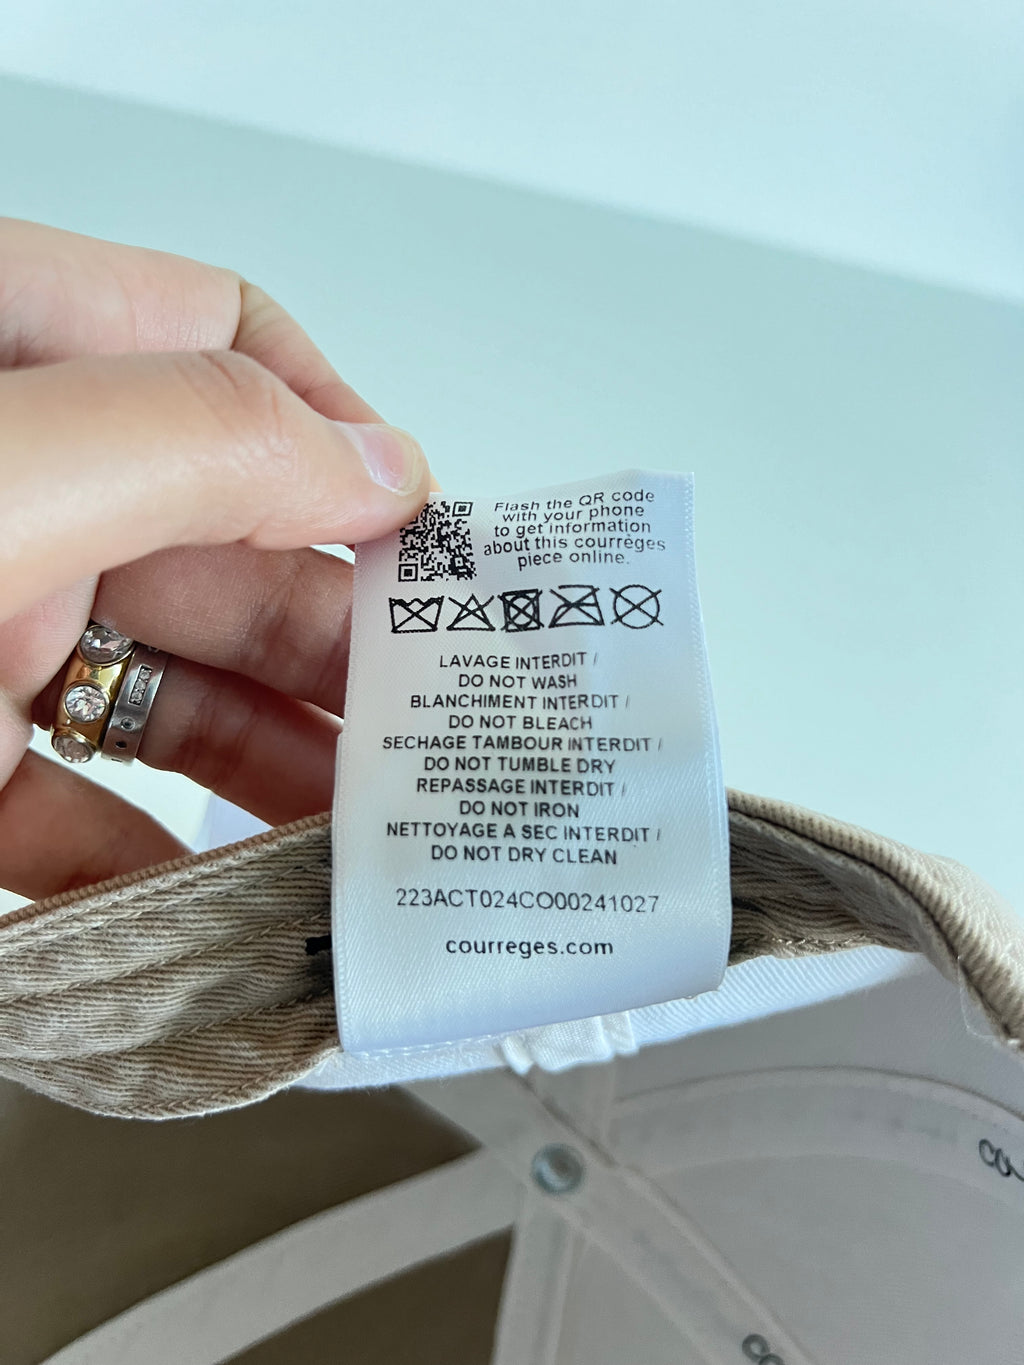 Flash the QR code
with your phone
to get information
about this courrèges
piece online.
LAVAGE INTERDIT /
DO NOT WASH
BLANCHIMENT INTERDIT /
DO NOT BLEACH
SECHAGE TAMBOUR INTERDIT /
DO NOT TUMBLE DRY
REPASSAGE INTERDIT /
DO NOT IRON
NETTOYAGE A SEC INTERDIT /
DO NOT DRY CLEAN
223ACT024CO00241027
courreges.com